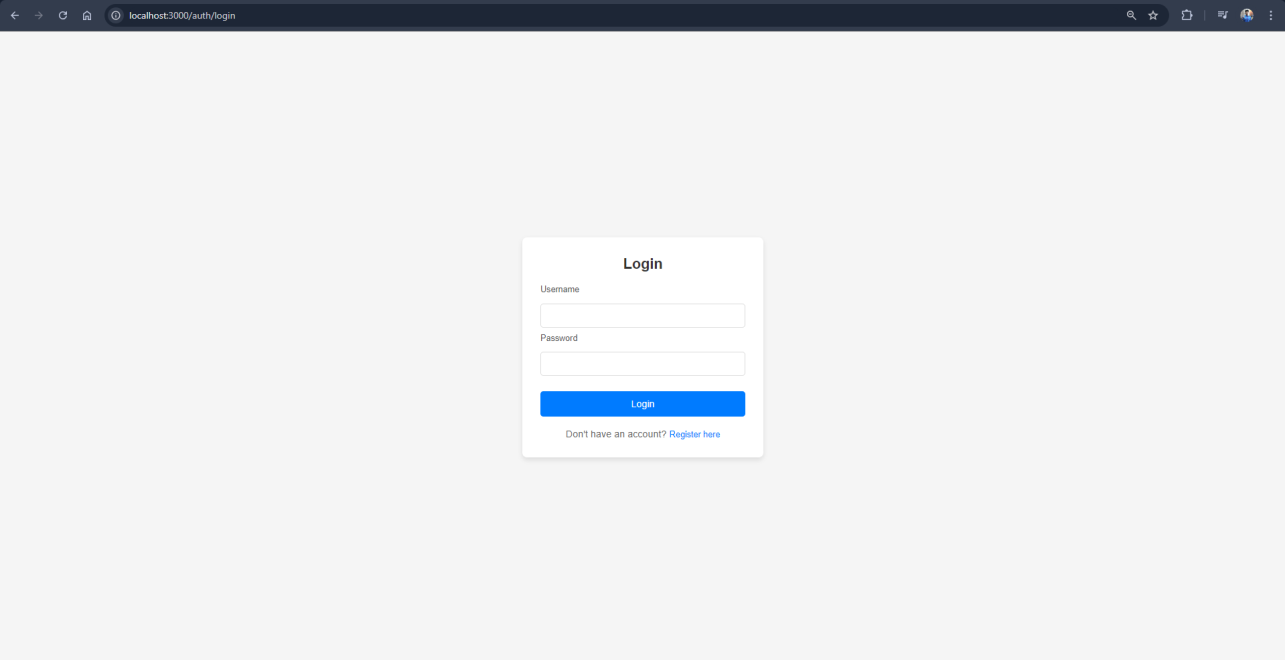 localhost:3000/auth/login
Login
Username
Password
Login
Don't have an account? Register here